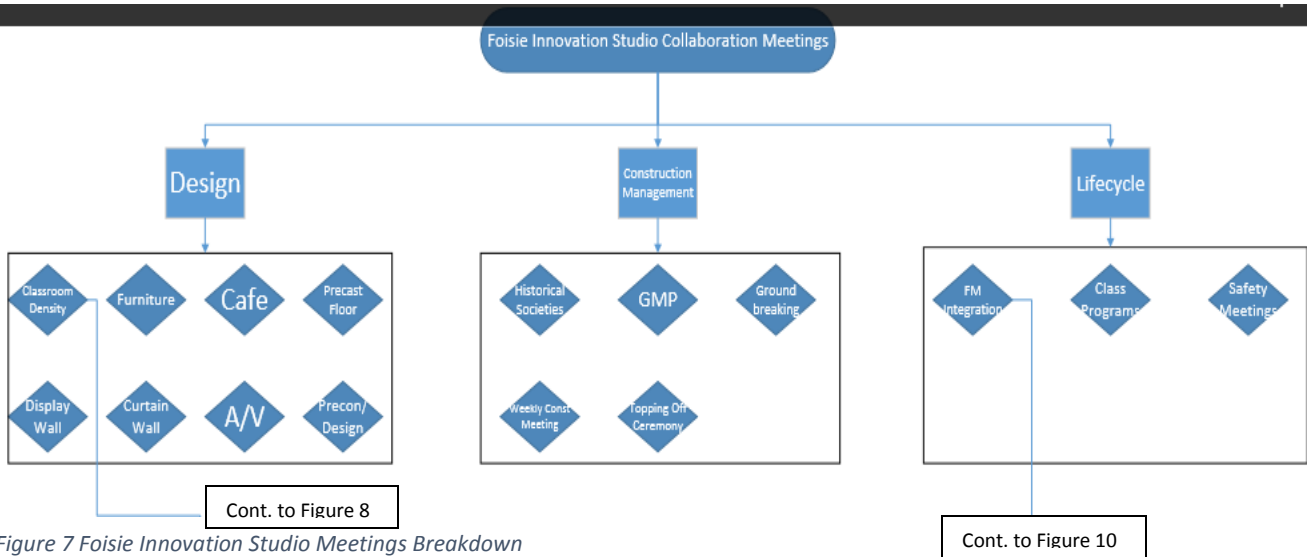 Foisie Innovation Studio Collaboration Meetings
Design
Construction
Management
Lifecycle
Classroom
Density
Furniture
Cafe
Precast
Floor
Display
Wall
Curtain
Wall
A/V
Precon/
Design
Historical
Societies
GMP
Ground
breaking
Weekly Const
Meeting
Topping Off
Ceremony
FM
Integration
Class
Programs
Safety
Meetings
Cont. to Figure 8
Cont. to Figure 10
Figure 7 Foisie Innovation Studio Meetings Breakdown